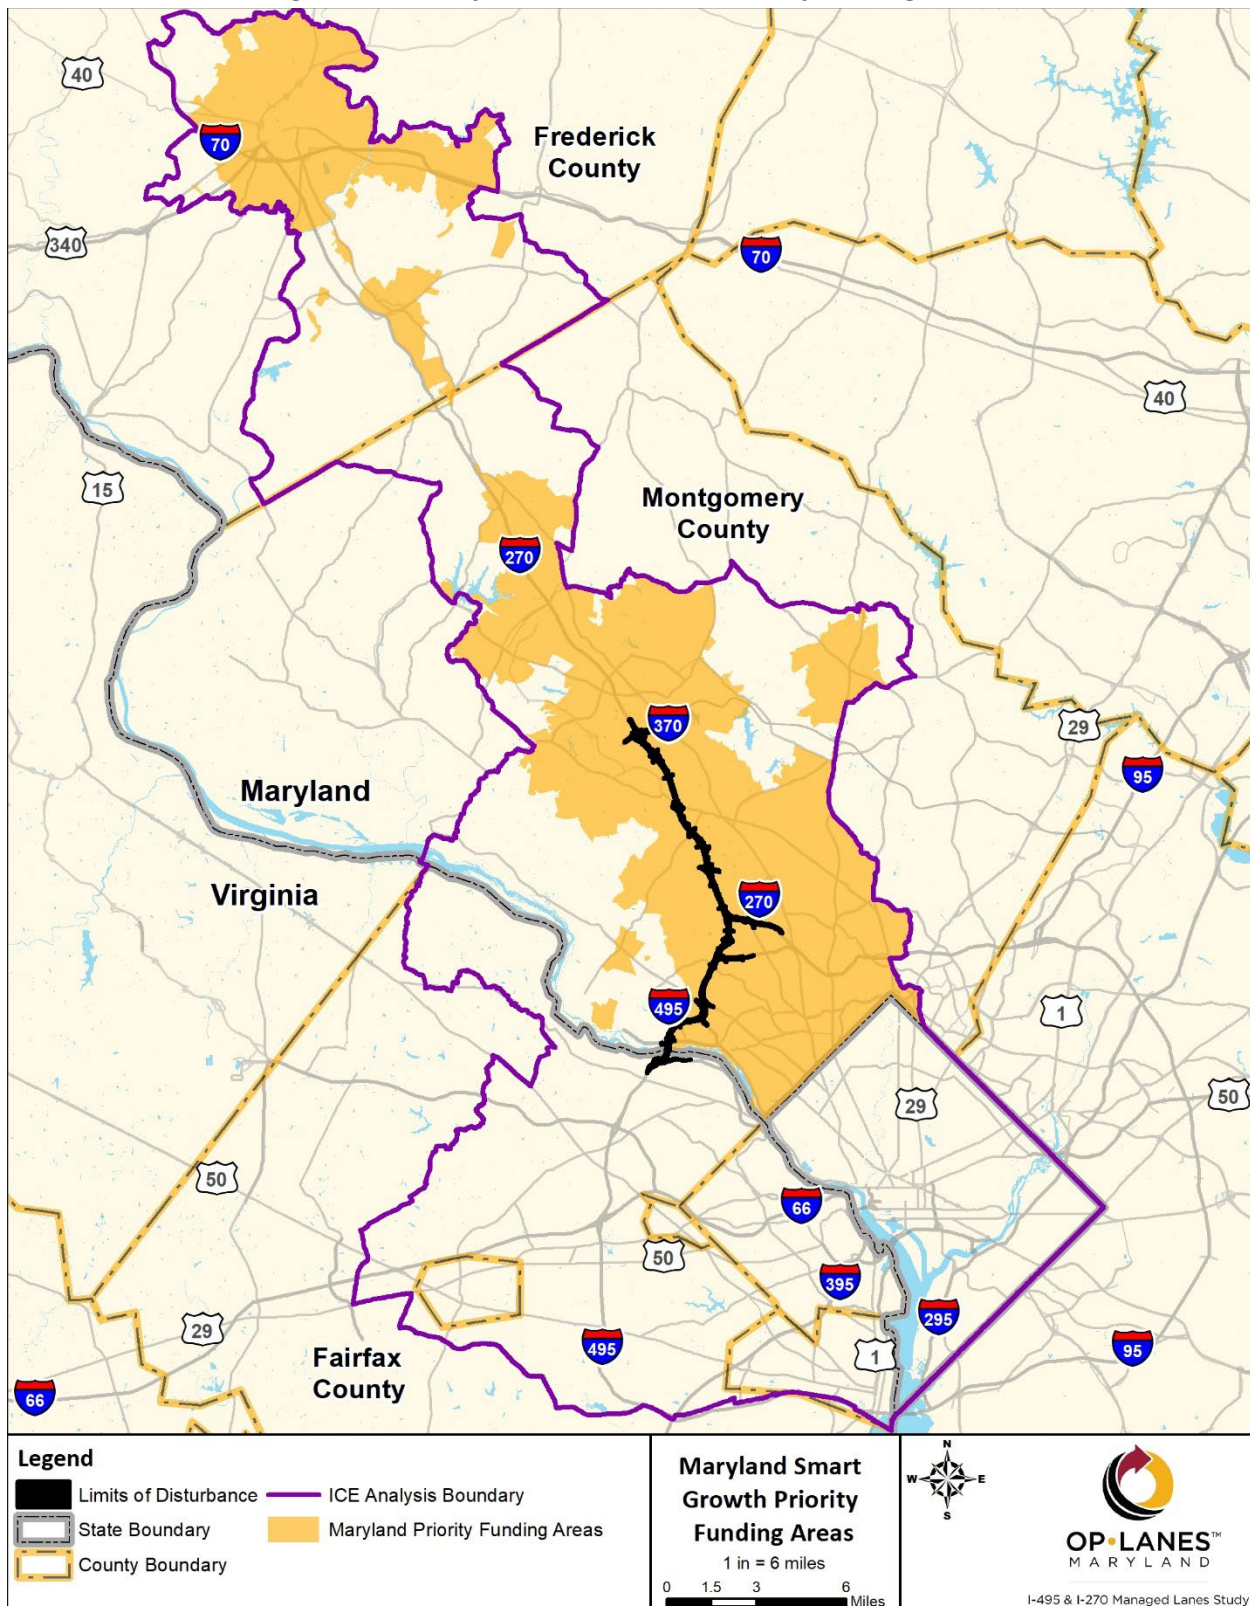 40
70
Frederick
County
340
70
40
15
Montgomery
County
270
370
29
95
Maryland
Virginia
270
495
1
29
50
50
66
50
395
295
29
495
1
95
Fairfax
County
66
Legend
Limits of Disturbance
ICE Analysis Boundary
State Boundary
Maryland Priority Funding Areas
County Boundary
Maryland Smart
Growth Priority
Funding Areas
1 in = 6 miles
0 1.5 3 6
Miles
N
W E
S
OP•LANES™
MARYLAND
I-495 & I-270 Managed Lanes Study